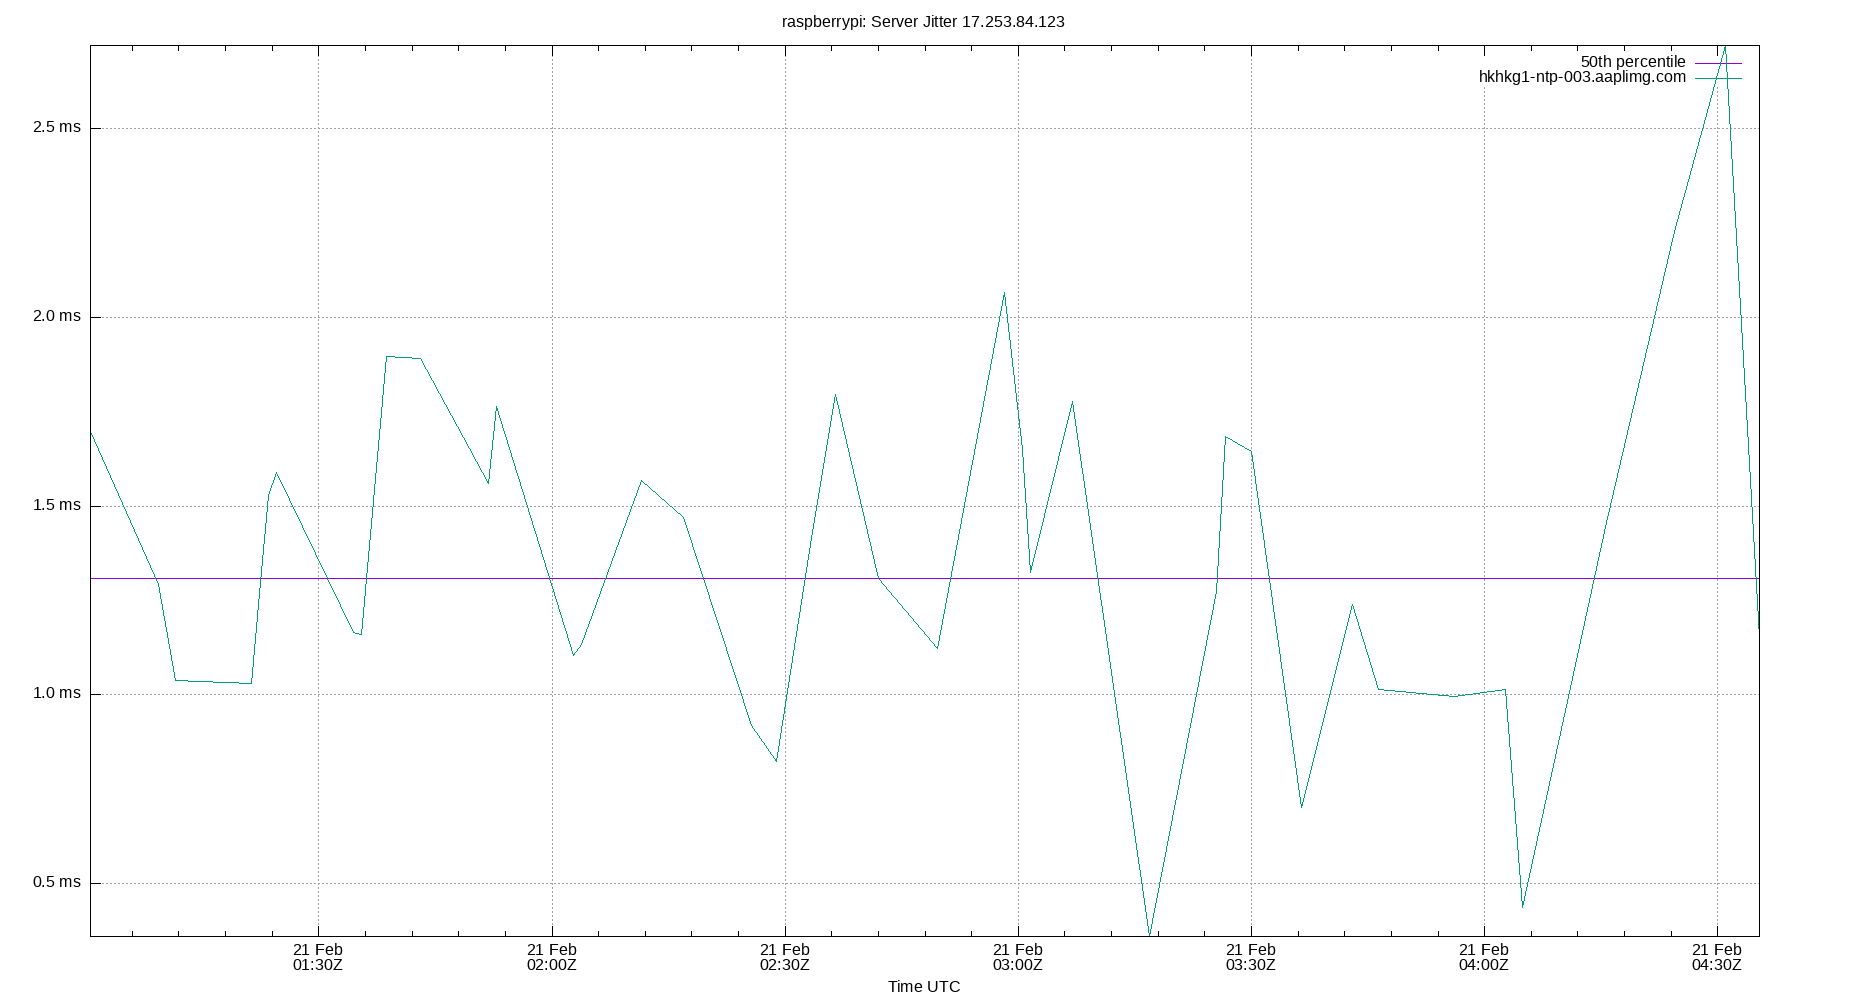 raspberrypi: Server Jitter 17.253.84.123
50th percentile
hkhkg1-ntp-003.aaplimg.com
2.5 ms
2.0 ms
1.5 ms
1.0 ms
0.5 ms
21 Feb 21 Feb 21 Feb 21 Feb 21 Feb 21 Feb 21 Feb
01:30Z 02:00Z 02:30Z 03:00Z 03:30Z 04:00Z 04:30Z
Time UTC